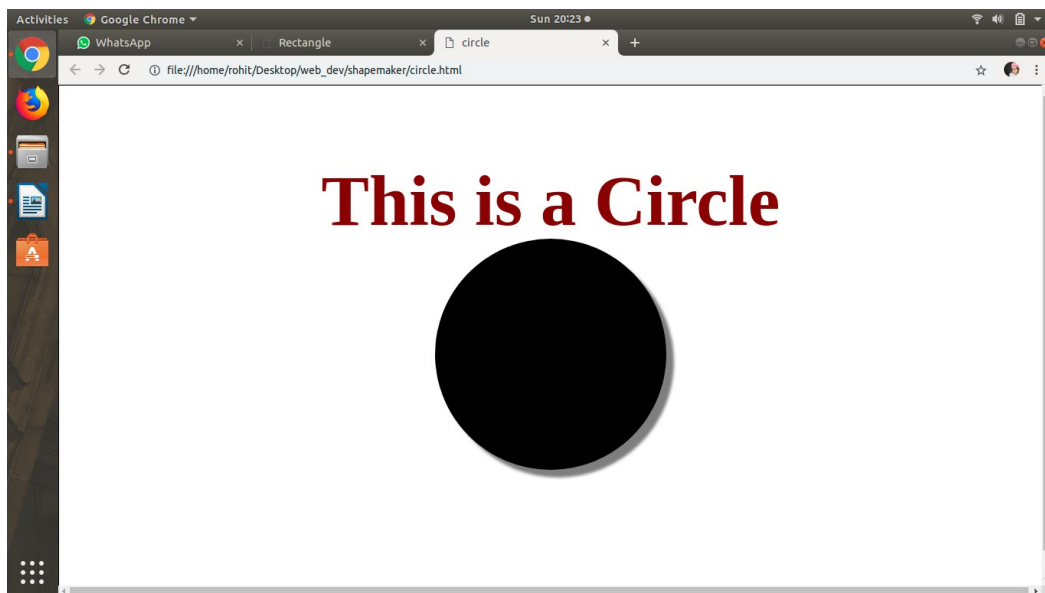 Activities Google Chrome Sun 20:23
WhatsApp Rectangle circle
file:///home/rohit/Desktop/web_dev/shapemaker/circle.html
This is a Circle